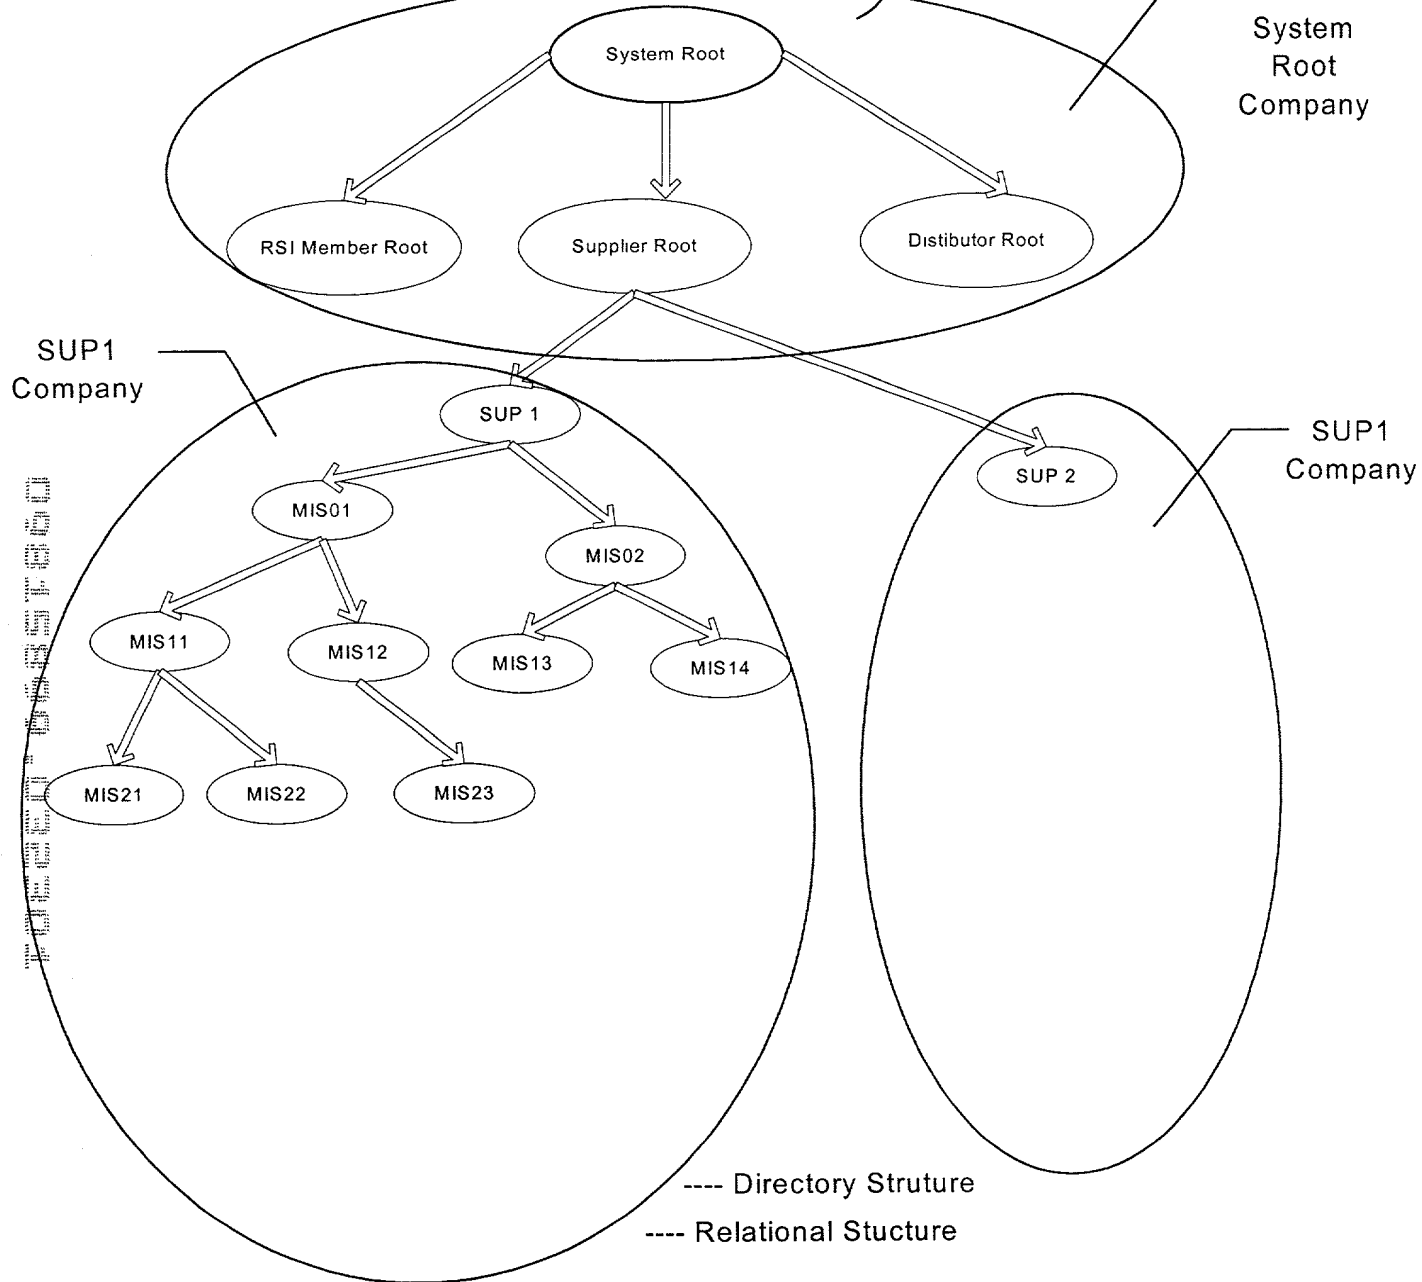 System
Root
Company
System Root
RSI Member Root
Supplier Root
Distibutor Root
SUP1
Company
SUP 1
SUP1
Company
SUP 2
MIS01
MIS02
MIS11
MIS12
MIS13
MIS14
MIS21
MIS22
MIS23
---- Directory Struture
---- Relational Stucture